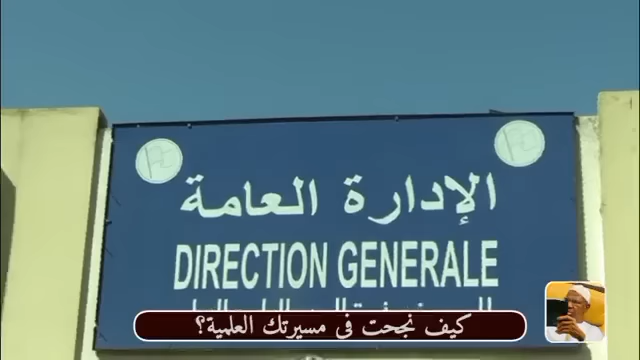 الإدارة العامة
DIRECTION GENERALE
كيف نجحت في مسيرتك العلمية؟